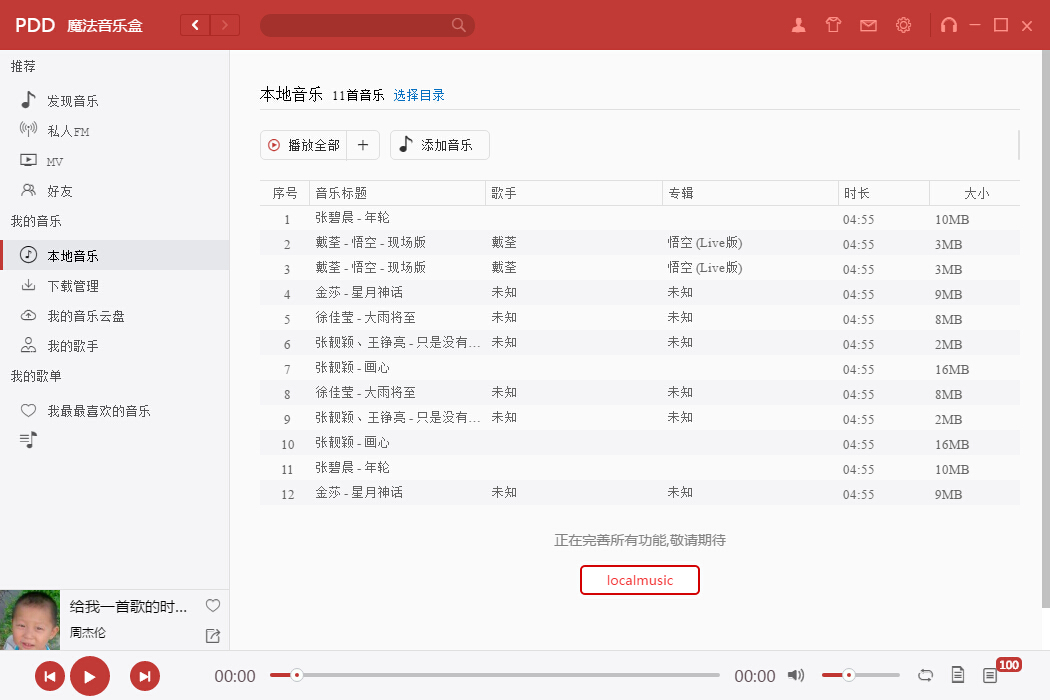 PDD 魔法音乐盒
推荐
发现音乐
私人FM
MV
好友
我的音乐
本地音乐
下载管理
我的音乐云盘
我的歌手
我的歌单
我最最喜欢的音乐
本地音乐 11首音乐 选择目录
播放全部 + 添加音乐
序号 音乐标题 歌手 专辑 时长 大小
1 张碧晨 - 年轮 04:55 10MB
2 戴荃 - 悟空 - 现场版 戴荃 悟空 (Live版) 04:55 3MB
3 戴荃 - 悟空 - 现场版 戴荃 悟空 (Live版) 04:55 3MB
4 金莎 - 星月神话 未知 未知 04:55 9MB
5 徐佳莹 - 大雨将至 未知 未知 04:55 8MB
6 张靓颖、王铮亮 - 只是没有... 未知 未知 04:55 2MB
7 张靓颖 - 画心 04:55 16MB
8 徐佳莹 - 大雨将至 未知 未知 04:55 8MB
9 张靓颖、王铮亮 - 只是没有... 未知 未知 04:55 2MB
10 张靓颖 - 画心 04:55 16MB
11 张碧晨 - 年轮 04:55 10MB
12 金莎 - 星月神话 未知 未知 04:55 9MB
正在完善所有功能,敬请期待
localmusic
给我一首歌的时...
周杰伦
00:00 00:00 100